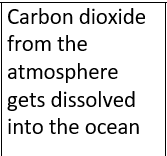 Carbon dioxide
from the
atmosphere
gets dissolved
into the ocean